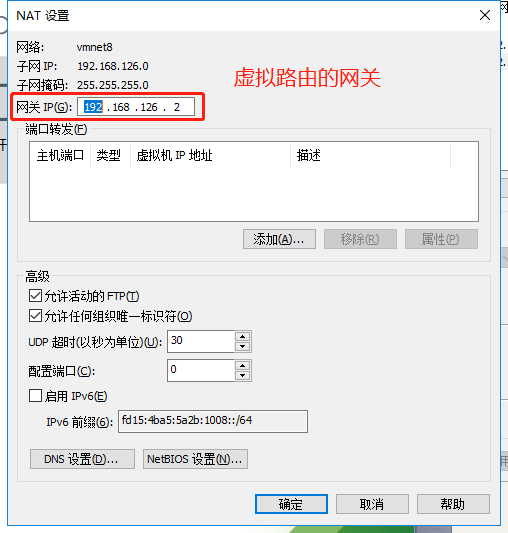 NAT 设置
网络: vmnet8
子网 IP: 192.168.126.0
子网掩码: 255.255.255.0
虚拟路由的网关
网关 IP(G): 192 . 168 . 126 . 2
端口转发(F)
主机端口 类型 虚拟机 IP 地址 描述
添加(A)... 移除(R) 属性(P)
高级
允许活动的 FTP(T)
允许任何组织唯一标识符(O)
UDP 超时(以秒为单位)(U): 30
配置端口(C): 0
启用 IPv6(E)
IPv6 前缀(6): fd15:4ba5:5a2b:1008::/64
DNS 设置(D)... NetBIOS 设置(N)...
确定 取消 帮助